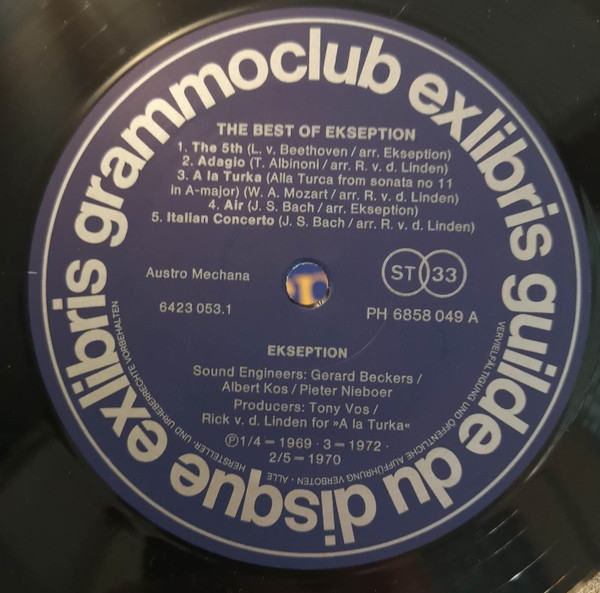 grammoclub exlibris guilde du disque exlibris
THE BEST OF EKSEPTION
1. The 5th (L. v. Beethoven / arr. Ekseption)
2. Adagio (T. Albinoni / arr. R. v. d. Linden)
3. A la Turka (Alla Turca from sonata no 11
in A-major) (W. A. Mozart / arr. R. v. d. Linden)
4. Air (J. S. Bach / arr. Ekseption)
5. Italian Concerto (J. S. Bach / arr. R. v. d. Linden)
Austro Mechana
ST 33
6423 053.1
PH 6858 049 A
EKSEPTION
Sound Engineers: Gerard Beckers /
Albert Kos / Pieter Nieboer
Producers: Tony Vos /
Rick v. d. Linden for »A la Turka«
Ⓟ1/4 – 1969 · 3 – 1972 ·
2/5 – 1970
VERVIELFÄLTIGUNG UND ÖFFENTLICHE AUFFÜHRUNG VERBOTEN · ALLE HERSTELLER- UND URHEBERRECHTE VORBEHALTEN